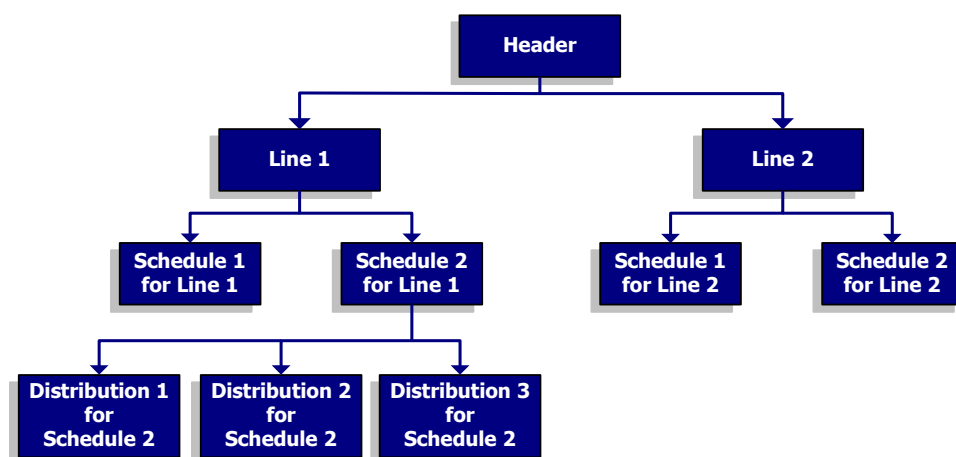 Header
Line 1
Line 2
Schedule 1
for Line 1
Schedule 2
for Line 1
Schedule 1
for Line 2
Schedule 2
for Line 2
Distribution 1
for
Schedule 2
Distribution 2
for
Schedule 2
Distribution 3
for
Schedule 2